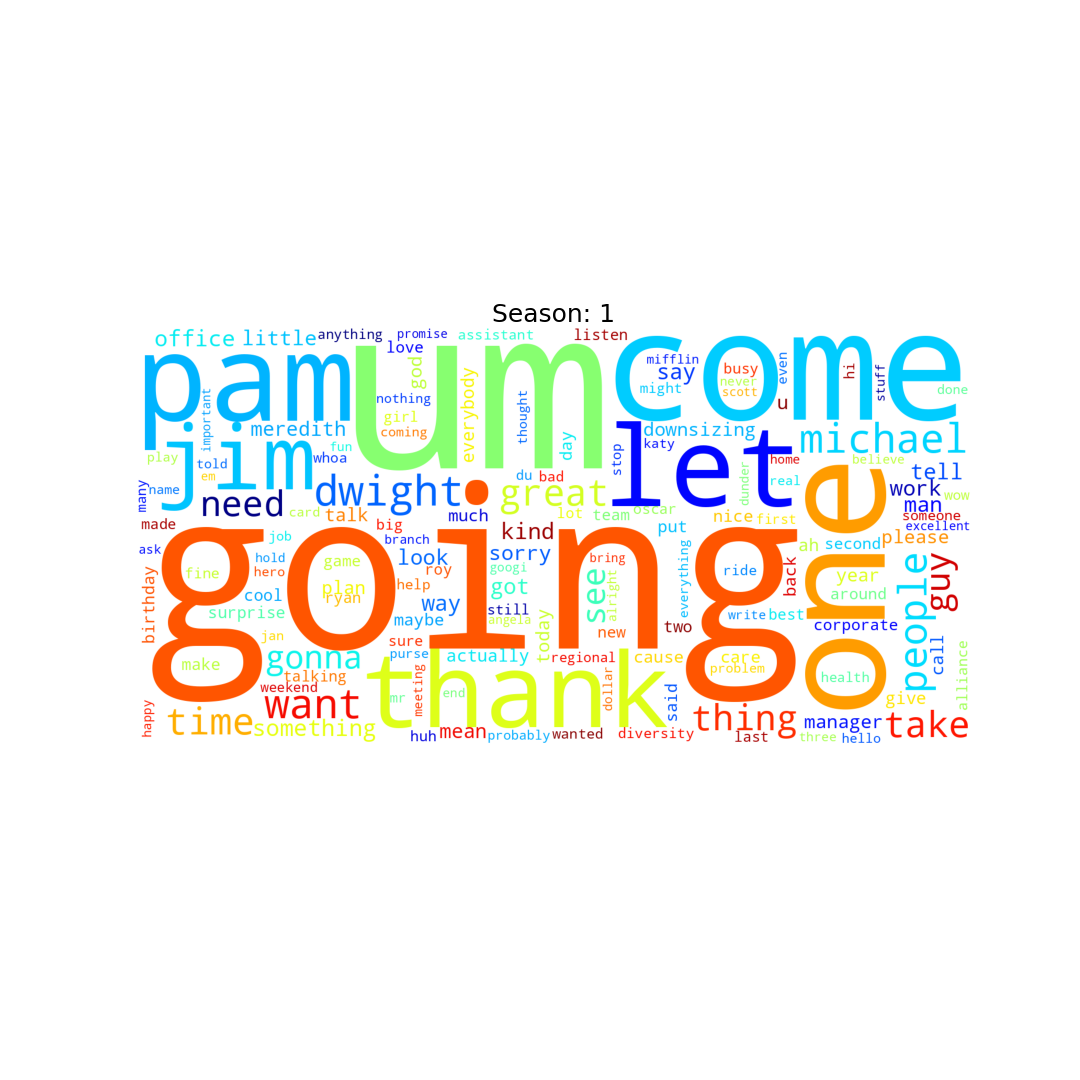 Season: 1
office little anything promise assistant listen
love
pam um come
god everybody nothing girl coming thought
mifflin say might busy never scott u even hi stuff done
important
jim meredith whoa fun play told em
day stop katy downsizing let michael
name many need dwight great du bad
dunder home real believe tell
one work man wow someone excellent
made card talk big much kind lot team oscar put nice first ah second please
ask job hold hero fine cool surprise birthday
game plan ryan branch look roy help way maybe
sorry googi got still angela bring see alright new
everything two ride write best back
year around corporate people guy call alliance
going
jan make gonna talking weekend want
sure purse actually today regional cause care problem
health give
happy time something mr meeting thank end dollar said thing manager take
huh mean probably wanted diversity last three hello